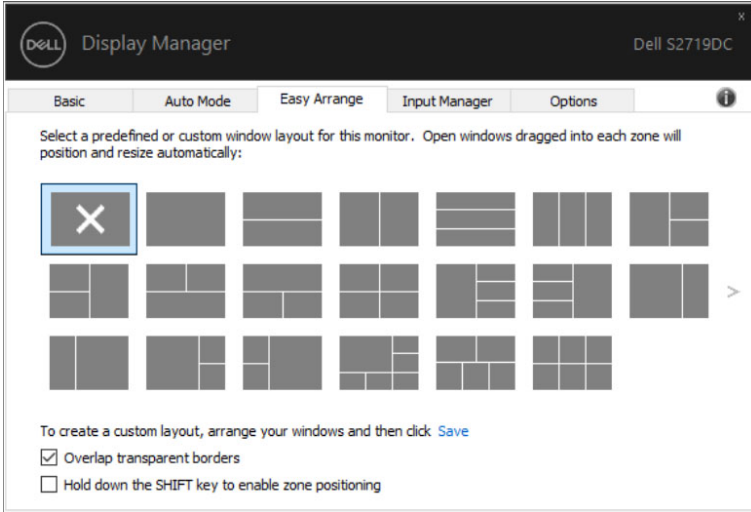 x
DELL Display Manager
Dell S2719DC
Basic Auto Mode Easy Arrange Input Manager Options i
Select a predefined or custom window layout for this monitor. Open windows dragged into each zone will
position and resize automatically:
>
To create a custom layout, arrange your windows and then click Save
Overlap transparent borders
Hold down the SHIFT key to enable zone positioning